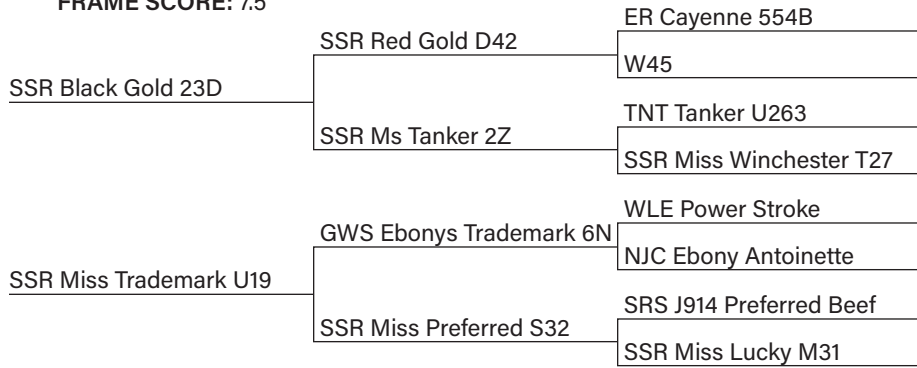 FRAME SCORE: 7.5
ER Cayenne 554B
SSR Red Gold D42
W45
SSR Black Gold 23D
TNT Tanker U263
SSR Ms Tanker 2Z
SSR Miss Winchester T27
WLE Power Stroke
GWS Ebonys Trademark 6N
NJC Ebony Antoinette
SSR Miss Trademark U19
SRS J914 Preferred Beef
SSR Miss Preferred S32
SSR Miss Lucky M31